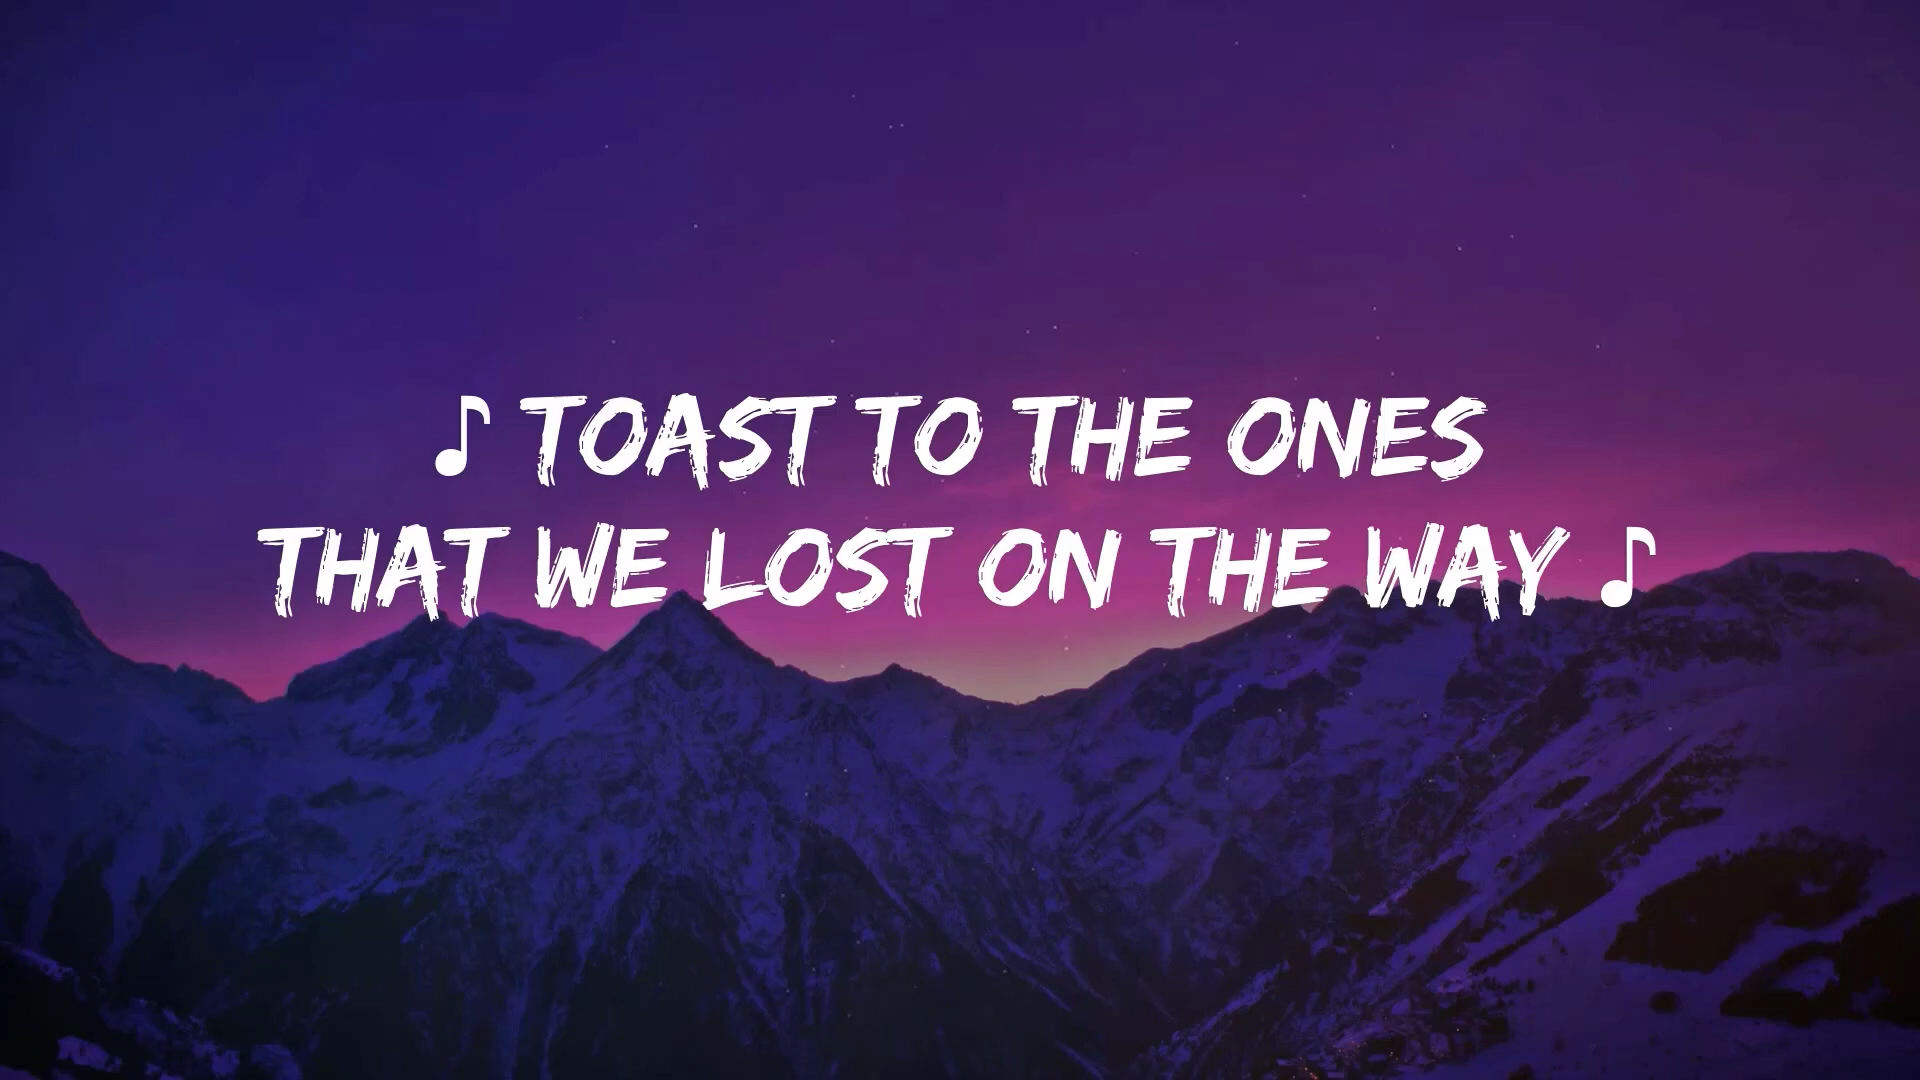 ♪ TOAST TO THE ONES
THAT WE LOST ON THE WAY ♪